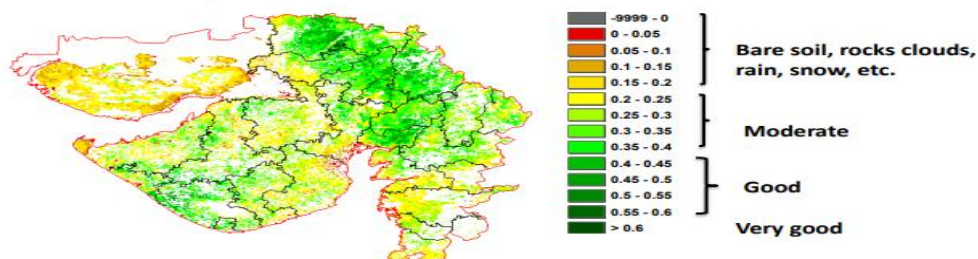 -9999 - 0
0 - 0.05
0.05 - 0.1
0.1 - 0.15
0.15 - 0.2
0.2 - 0.25
0.25 - 0.3
0.3 - 0.35
0.35 - 0.4
0.4 - 0.45
0.45 - 0.5
0.5 - 0.55
0.55 - 0.6
> 0.6
Bare soil, rocks clouds,
rain, snow, etc.
Moderate
Good
Very good